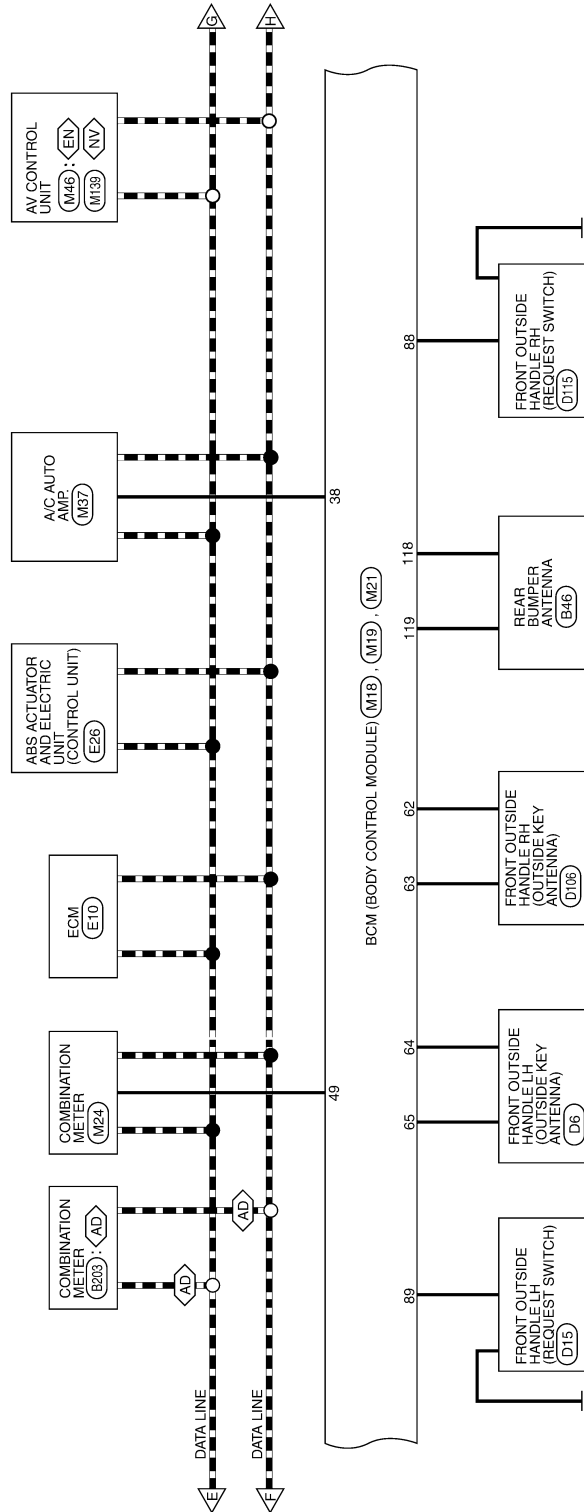 E
DATA LINE
F
DATA LINE
COMBINATION
METER
B203 : AD
AD
AD
COMBINATION
METER
M24
ECM
E10
ABS ACTUATOR
AND ELECTRIC
UNIT
(CONTROL UNIT)
E26
A/C AUTO
AMP.
M37
AV CONTROL
UNIT
M46 : EN
M139 NV
G
H
49
38
BCM (BODY CONTROL MODULE) M18 , M19 , M21
89
65
64
63
62
119
118
88
FRONT OUTSIDE
HANDLE LH
(REQUEST SWITCH)
D15
FRONT OUTSIDE
HANDLE LH
(OUTSIDE KEY
ANTENNA)
D6
FRONT OUTSIDE
HANDLE RH
(OUTSIDE KEY
ANTENNA)
D106
REAR
BUMPER
ANTENNA
B46
FRONT OUTSIDE
HANDLE RH
(REQUEST SWITCH)
D115